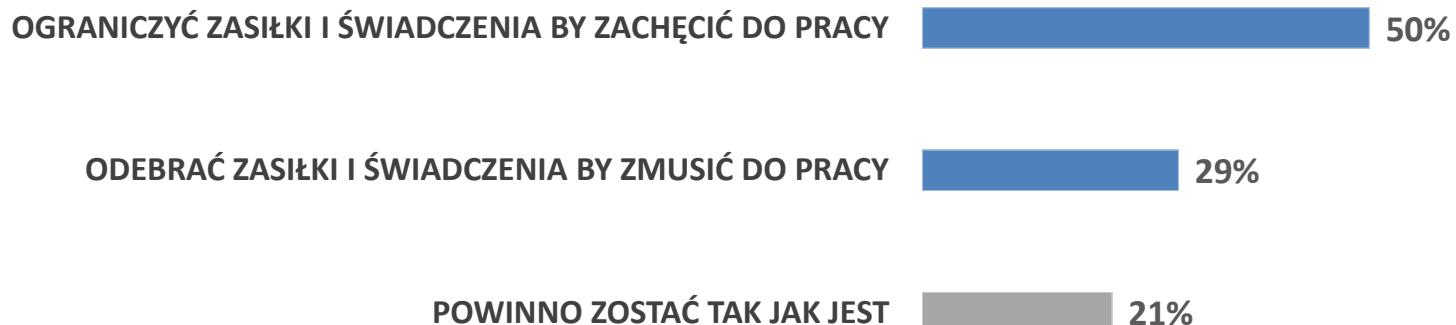 OGRANICZYĆ ZASIŁKI I ŚWIADCZENIA BY ZACHĘCIĆ DO PRACY 50%
ODEBRAĆ ZASIŁKI I ŚWIADCZENIA BY ZMUSIĆ DO PRACY 29%
POWINNO ZOSTAĆ TAK JAK JEST 21%